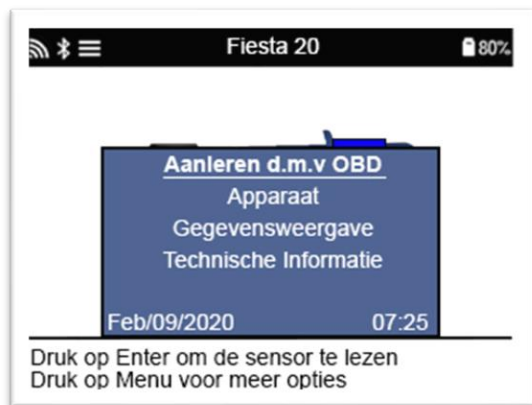 Fiesta 20 80%
Aanleren d.m.v OBD
Apparaat
Gegevensweergave
Technische Informatie
Feb/09/2020 07:25
Druk op Enter om de sensor te lezen
Druk op Menu voor meer opties